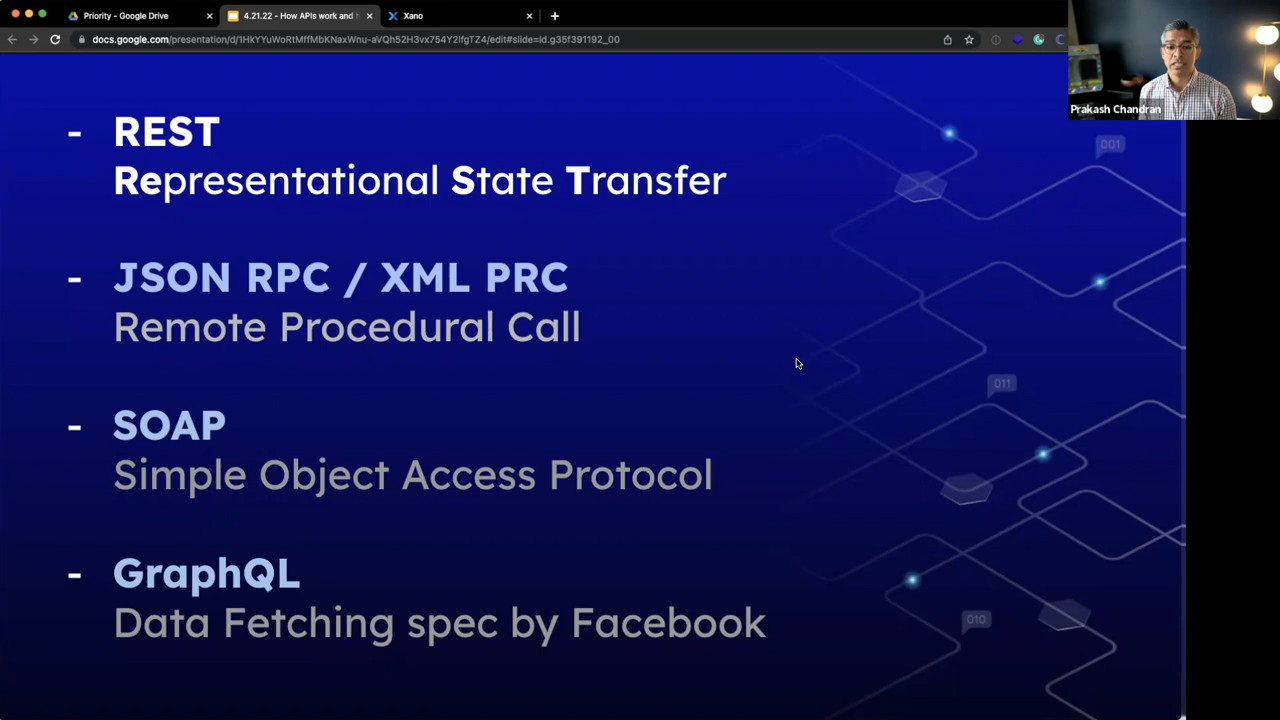 Priority - Google Drive
4.21.22 - How APIs work and h
Xano
docs.google.com/presentation/d/1HkYYuWoRtMffMbKNaxWnu-aVQh52H3vx754Y2IfgTZ4/edit#slide=id.g35f391192_00
Prakash Chandran
- REST
Representational State Transfer
- JSON RPC / XML PRC
Remote Procedural Call
- SOAP
Simple Object Access Protocol
- GraphQL
Data Fetching spec by Facebook
001
011
010